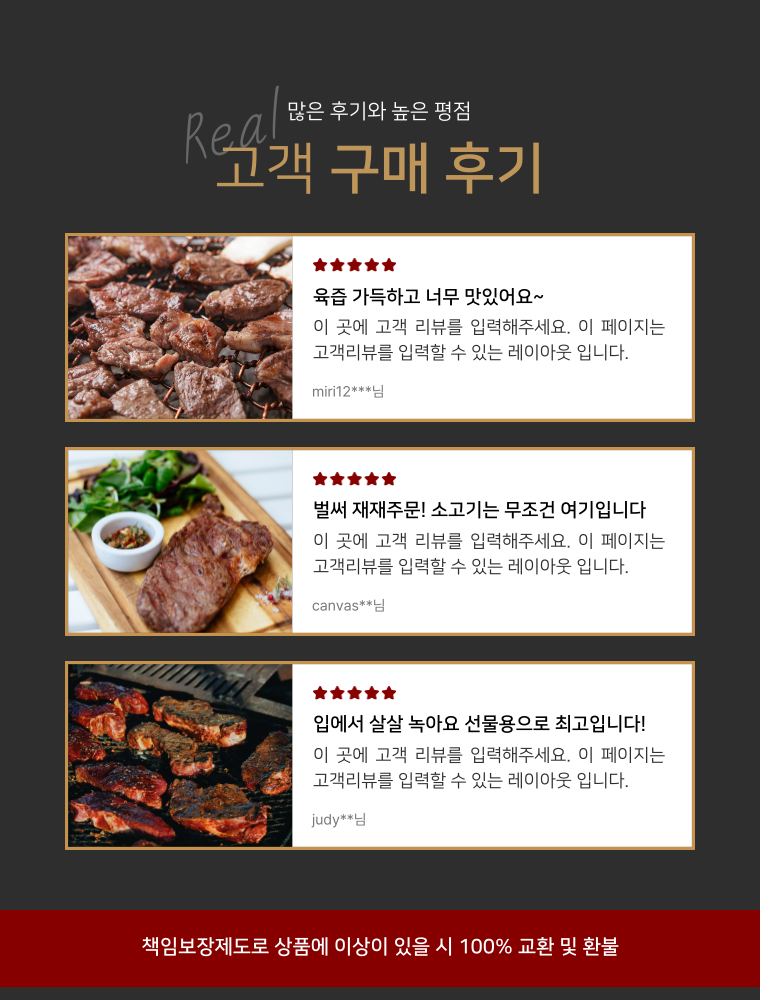 Real
많은 후기와 높은 평점
고객 구매 후기
육즙 가득하고 너무 맛있어요~
이 곳에 고객 리뷰를 입력해주세요. 이 페이지는
고객리뷰를 입력할 수 있는 레이아웃 입니다.
miri12***님
벌써 재재주문! 소고기는 무조건 여기입니다
이 곳에 고객 리뷰를 입력해주세요. 이 페이지는
고객리뷰를 입력할 수 있는 레이아웃 입니다.
canvas**님
입에서 살살 녹아요 선물용으로 최고입니다!
이 곳에 고객 리뷰를 입력해주세요. 이 페이지는
고객리뷰를 입력할 수 있는 레이아웃 입니다.
judy**님
책임보장제도로 상품에 이상이 있을 시 100% 교환 및 환불